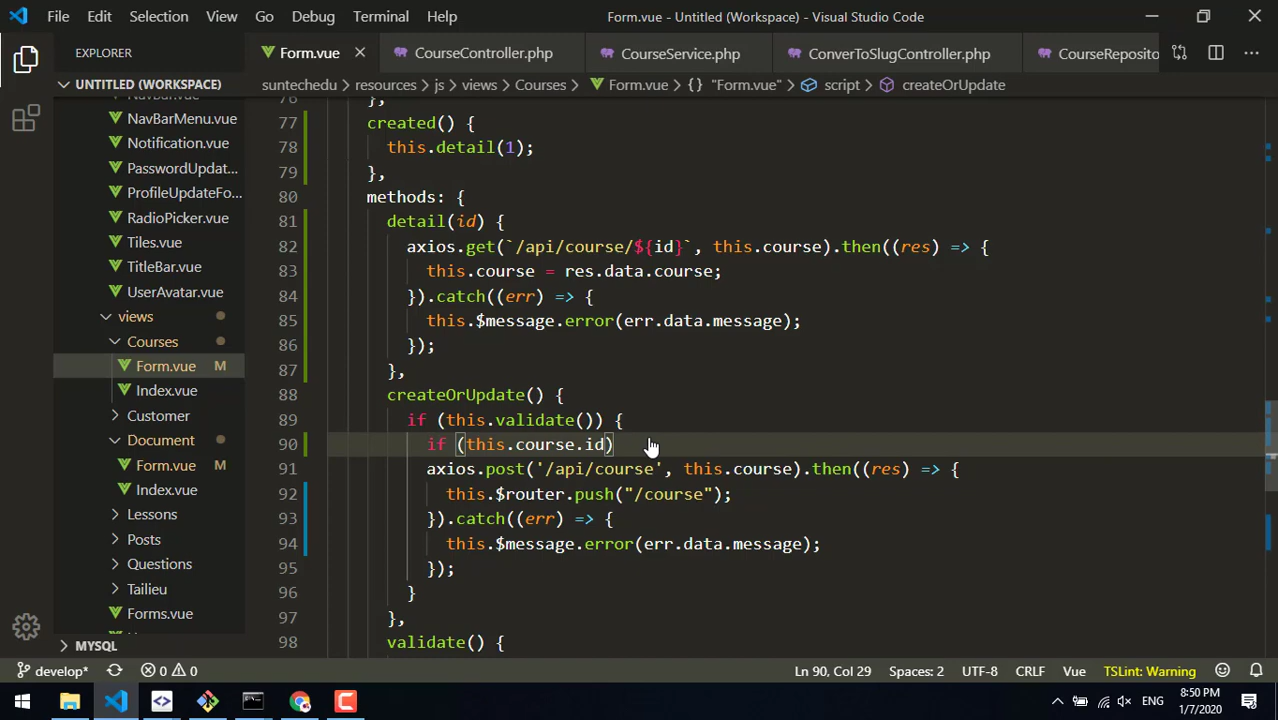 File Edit Selection View Go Debug Terminal Help Form.vue - Untitled (Workspace) - Visual Studio Code
EXPLORER Form.vue CourseController.php CourseService.php ConverToSlugController.php CourseReposito
UNTITLED (WORKSPACE) suntechedu > resources > js > views > Courses > Form.vue > {} "Form.vue" > script > createOrUpdate
NavBarMenu.vue
Notification.vue
PasswordUpdat...
ProfileUpdateFo...
RadioPicker.vue
Tiles.vue
TitleBar.vue
UserAvatar.vue
views
Courses
Form.vue M
Index.vue
Customer
Document
Form.vue M
Index.vue
Lessons
Posts
Questions
Tailieu
Forms.vue
MYSQL
76 },
77 created() {
78 this.detail(1);
79 },
80 methods: {
81 detail(id) {
82 axios.get(`/api/course/${id}`, this.course).then((res) => {
83 this.course = res.data.course;
84 }).catch((err) => {
85 this.$message.error(err.data.message);
86 });
87 },
88 createOrUpdate() {
89 if (this.validate()) {
90 if (this.course.id)
91 axios.post('/api/course', this.course).then((res) => {
92 this.$router.push("/course");
93 }).catch((err) => {
94 this.$message.error(err.data.message);
95 });
96 }
97 },
98 validate() {
develop* 0 0 Ln 90, Col 29 Spaces: 2 UTF-8 CRLF Vue TSLint: Warning
ENG 8:50 PM
1/7/2020